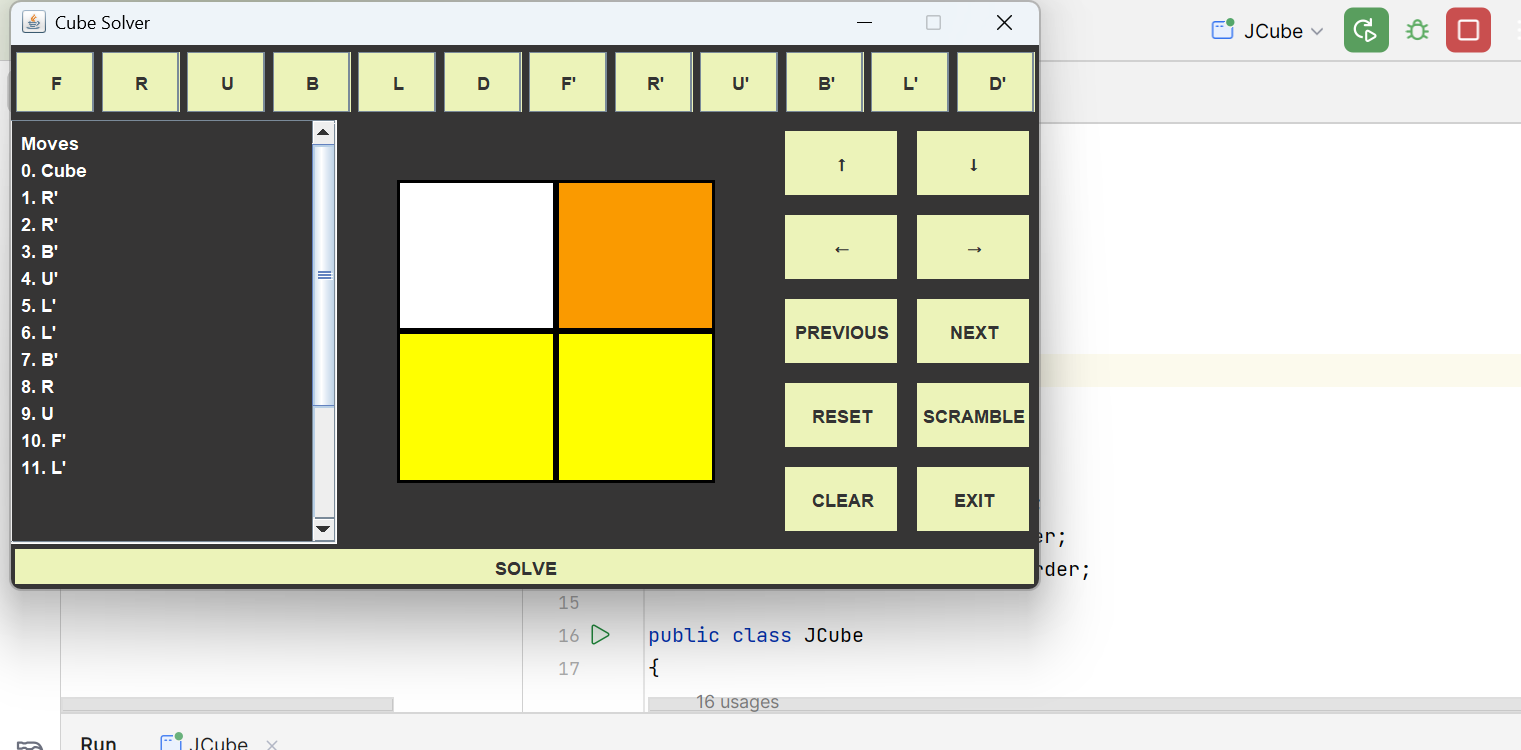 Cube Solver
JCube
F R U B L D F' R' U' B' L' D'
Moves
0. Cube
1. R'
2. R'
3. B'
4. U'
5. L'
6. L'
7. B'
8. R
9. U
10. F'
11. L'
↑ ↓
← →
PREVIOUS NEXT
RESET SCRAMBLE
CLEAR EXIT
SOLVE
er;
rder;
15
16 public class JCube
17 {
16 usages
Run JCube